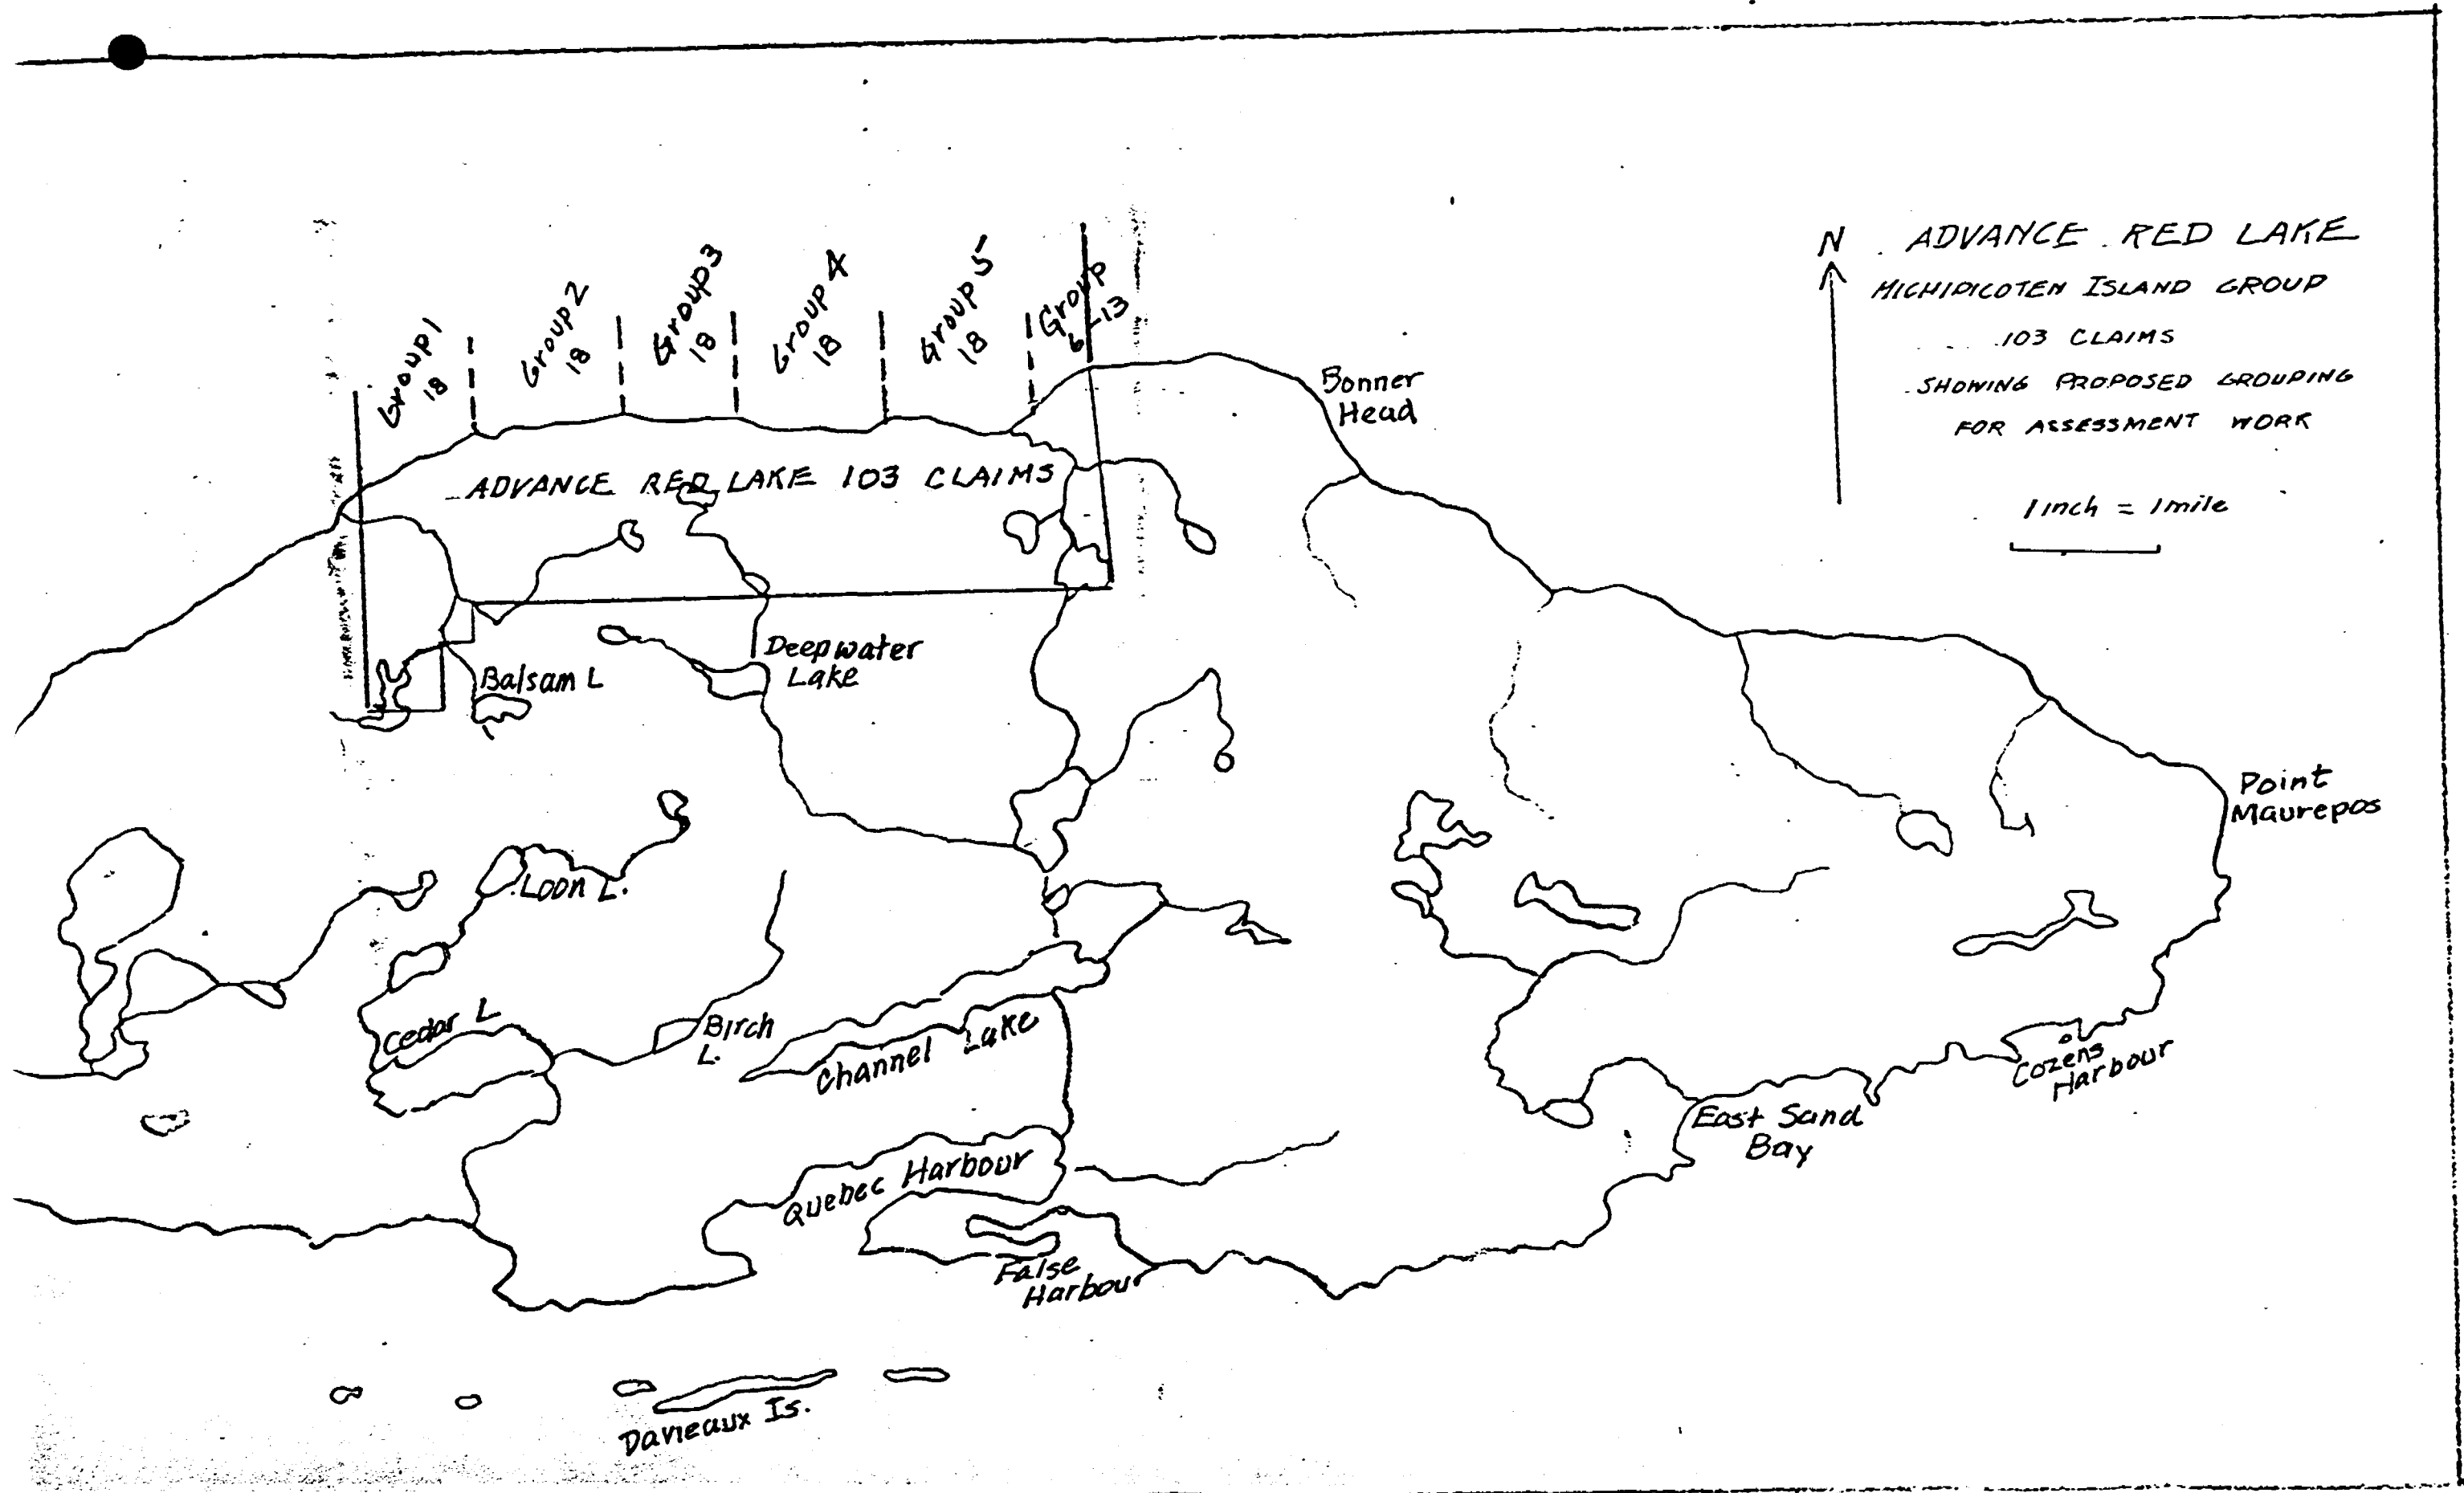 N
ADVANCE RED LAKE
MICHIPICOTEN ISLAND GROUP
103 CLAIMS
SHOWING PROPOSED GROUPING
FOR ASSESSMENT WORK
1 inch = 1 mile
Group 1
18
Group 2
18
Group 3
18
Group 4
18
Group 5
18
Group
6 -13
Bonner
Head
ADVANCE RED LAKE 103 CLAIMS
Deepwater
Lake
Balsam L
Point
Maurepos
Loon L.
Cedar L
Birch
L.
Channel Lake
Cozens
Harbour
East Sand
Bay
Quebec Harbour
False
Harbour
Davieaux Is.